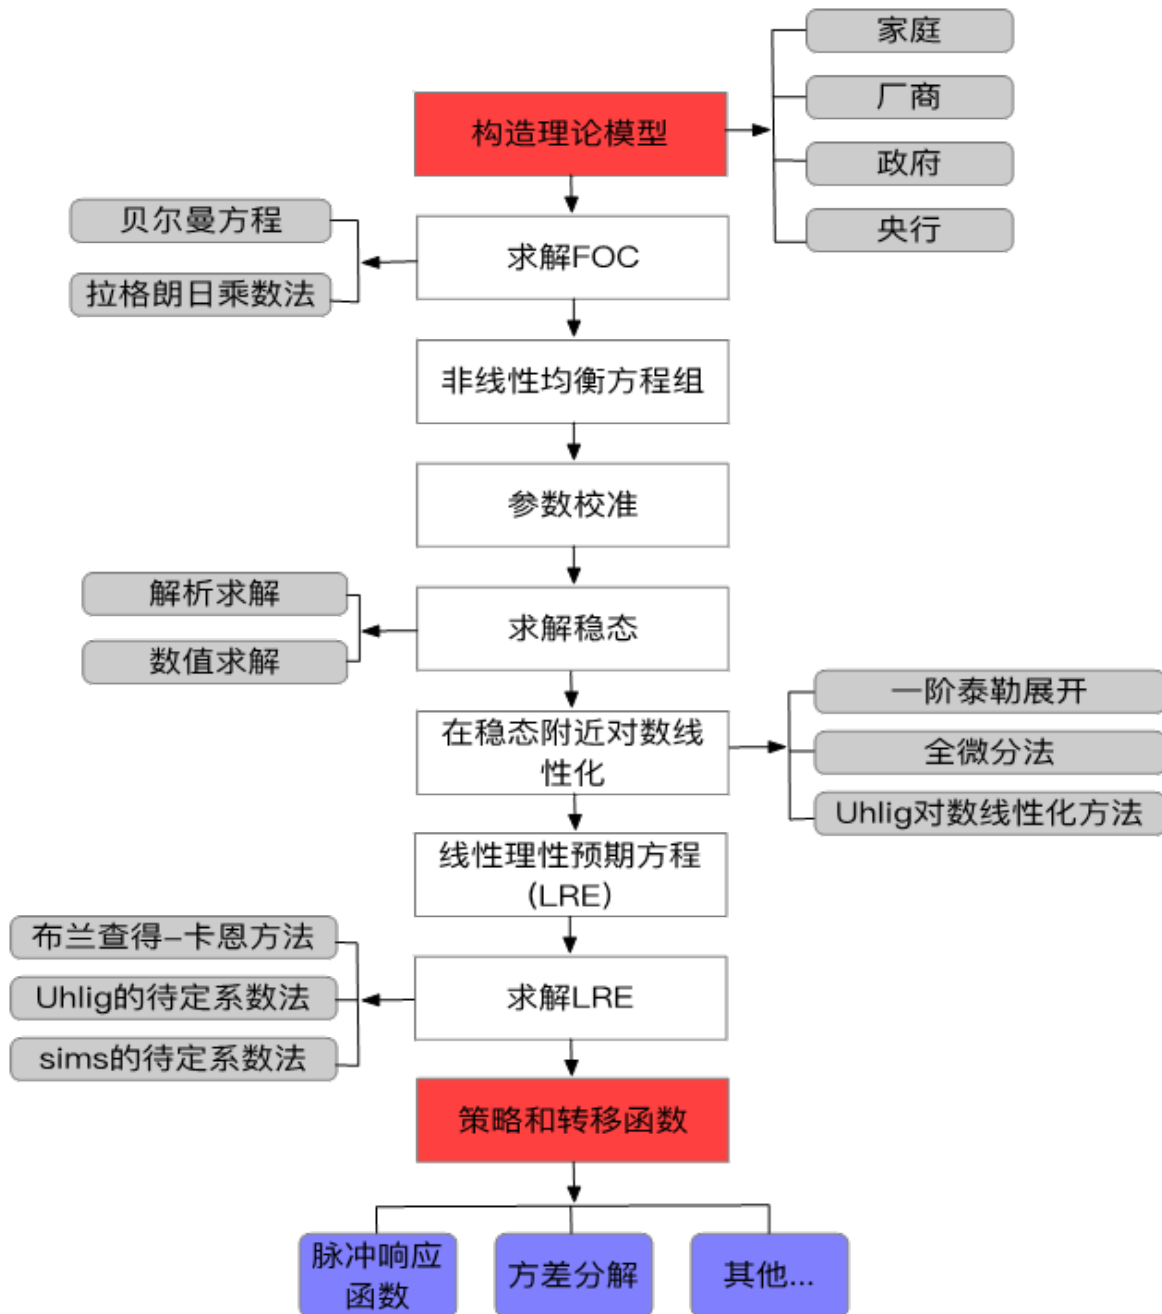 家庭
厂商
构造理论模型
政府
央行
贝尔曼方程
求解FOC
拉格朗日乘数法
非线性均衡方程组
参数校准
解析求解
求解稳态
数值求解
一阶泰勒展开
在稳态附近对数线
性化
全微分法
Uhlig对数线性化方法
线性理性预期方程
(LRE)
布兰查得-卡恩方法
Uhlig的待定系数法
求解LRE
sims的待定系数法
策略和转移函数
脉冲响应
函数
方差分解
其他...